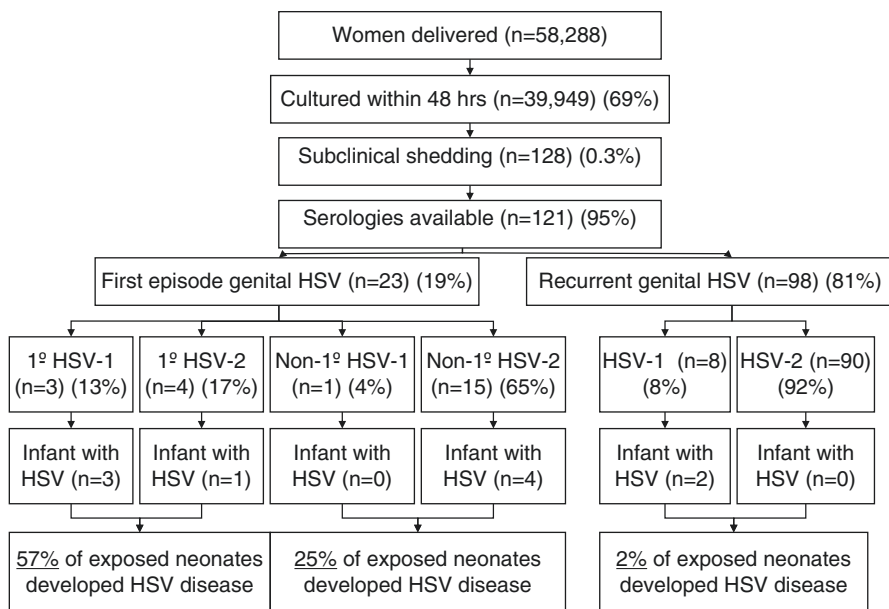 Women delivered (n=58,288)
Cultured within 48 hrs (n=39,949) (69%)
Subclinical shedding (n=128) (0.3%)
Serologies available (n=121) (95%)
First episode genital HSV (n=23) (19%)
Recurrent genital HSV (n=98) (81%)
1º HSV-1
(n=3) (13%)
1º HSV-2
(n=4) (17%)
Non-1º HSV-1
(n=1) (4%)
Non-1º HSV-2
(n=15) (65%)
HSV-1 (n=8)
(8%)
HSV-2 (n=90)
(92%)
Infant with
HSV (n=3)
Infant with
HSV (n=1)
Infant with
HSV (n=0)
Infant with
HSV (n=4)
Infant with
HSV (n=2)
Infant with
HSV (n=0)
57% of exposed neonates
developed HSV disease
25% of exposed neonates
developed HSV disease
2% of exposed neonates
developed HSV disease